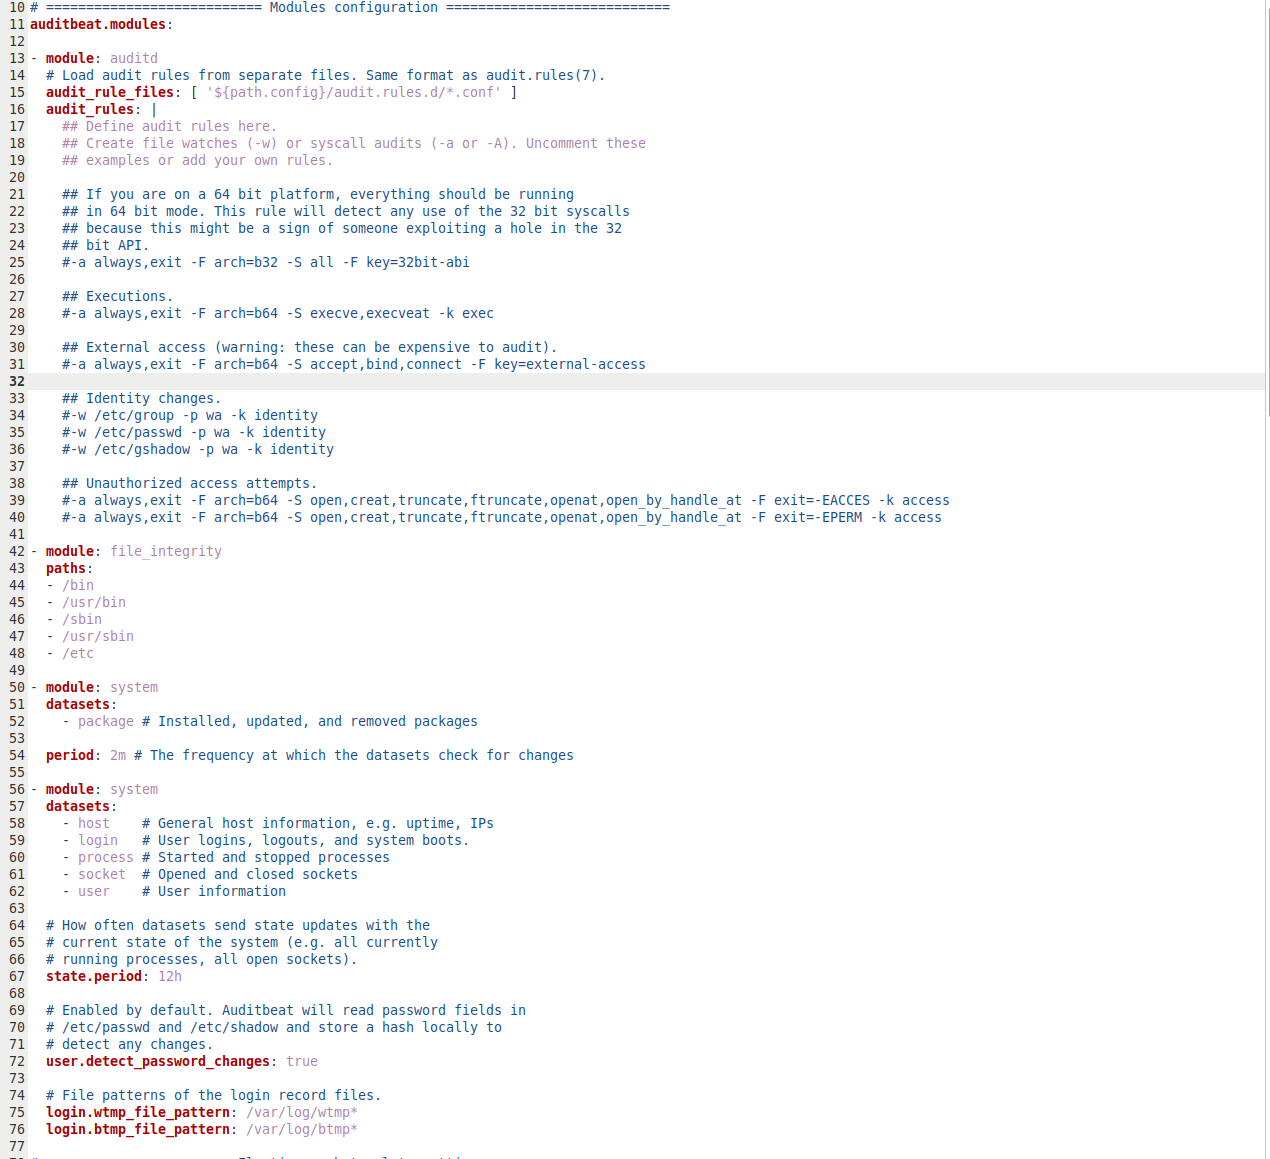 10 # =========================== Modules configuration ============================
11 auditbeat.modules:
12
13 - module: auditd
14   # Load audit rules from separate files. Same format as audit.rules(7).
15   audit_rule_files: [ '${path.config}/audit.rules.d/*.conf' ]
16   audit_rules: |
17     ## Define audit rules here.
18     ## Create file watches (-w) or syscall audits (-a or -A). Uncomment these
19     ## examples or add your own rules.
20
21     ## If you are on a 64 bit platform, everything should be running
22     ## in 64 bit mode. This rule will detect any use of the 32 bit syscalls
23     ## because this might be a sign of someone exploiting a hole in the 32
24     ## bit API.
25     #-a always,exit -F arch=b32 -S all -F key=32bit-abi
26
27     ## Executions.
28     #-a always,exit -F arch=b64 -S execve,execveat -k exec
29
30     ## External access (warning: these can be expensive to audit).
31     #-a always,exit -F arch=b64 -S accept,bind,connect -F key=external-access
32
33     ## Identity changes.
34     #-w /etc/group -p wa -k identity
35     #-w /etc/passwd -p wa -k identity
36     #-w /etc/gshadow -p wa -k identity
37
38     ## Unauthorized access attempts.
39     #-a always,exit -F arch=b64 -S open,creat,truncate,ftruncate,openat,open_by_handle_at -F exit=-EACCES -k access
40     #-a always,exit -F arch=b64 -S open,creat,truncate,ftruncate,openat,open_by_handle_at -F exit=-EPERM -k access
41
42 - module: file_integrity
43   paths:
44   - /bin
45   - /usr/bin
46   - /sbin
47   - /usr/sbin
48   - /etc
49
50 - module: system
51   datasets:
52     - package # Installed, updated, and removed packages
53
54   period: 2m # The frequency at which the datasets check for changes
55
56 - module: system
57   datasets:
58     - host    # General host information, e.g. uptime, IPs
59     - login   # User logins, logouts, and system boots.
60     - process # Started and stopped processes
61     - socket  # Opened and closed sockets
62     - user    # User information
63
64   # How often datasets send state updates with the
65   # current state of the system (e.g. all currently
66   # running processes, all open sockets).
67   state.period: 12h
68
69   # Enabled by default. Auditbeat will read password fields in
70   # /etc/passwd and /etc/shadow and store a hash locally to
71   # detect any changes.
72   user.detect_password_changes: true
73
74   # File patterns of the login record files.
75   login.wtmp_file_pattern: /var/log/wtmp*
76   login.btmp_file_pattern: /var/log/btmp*
77